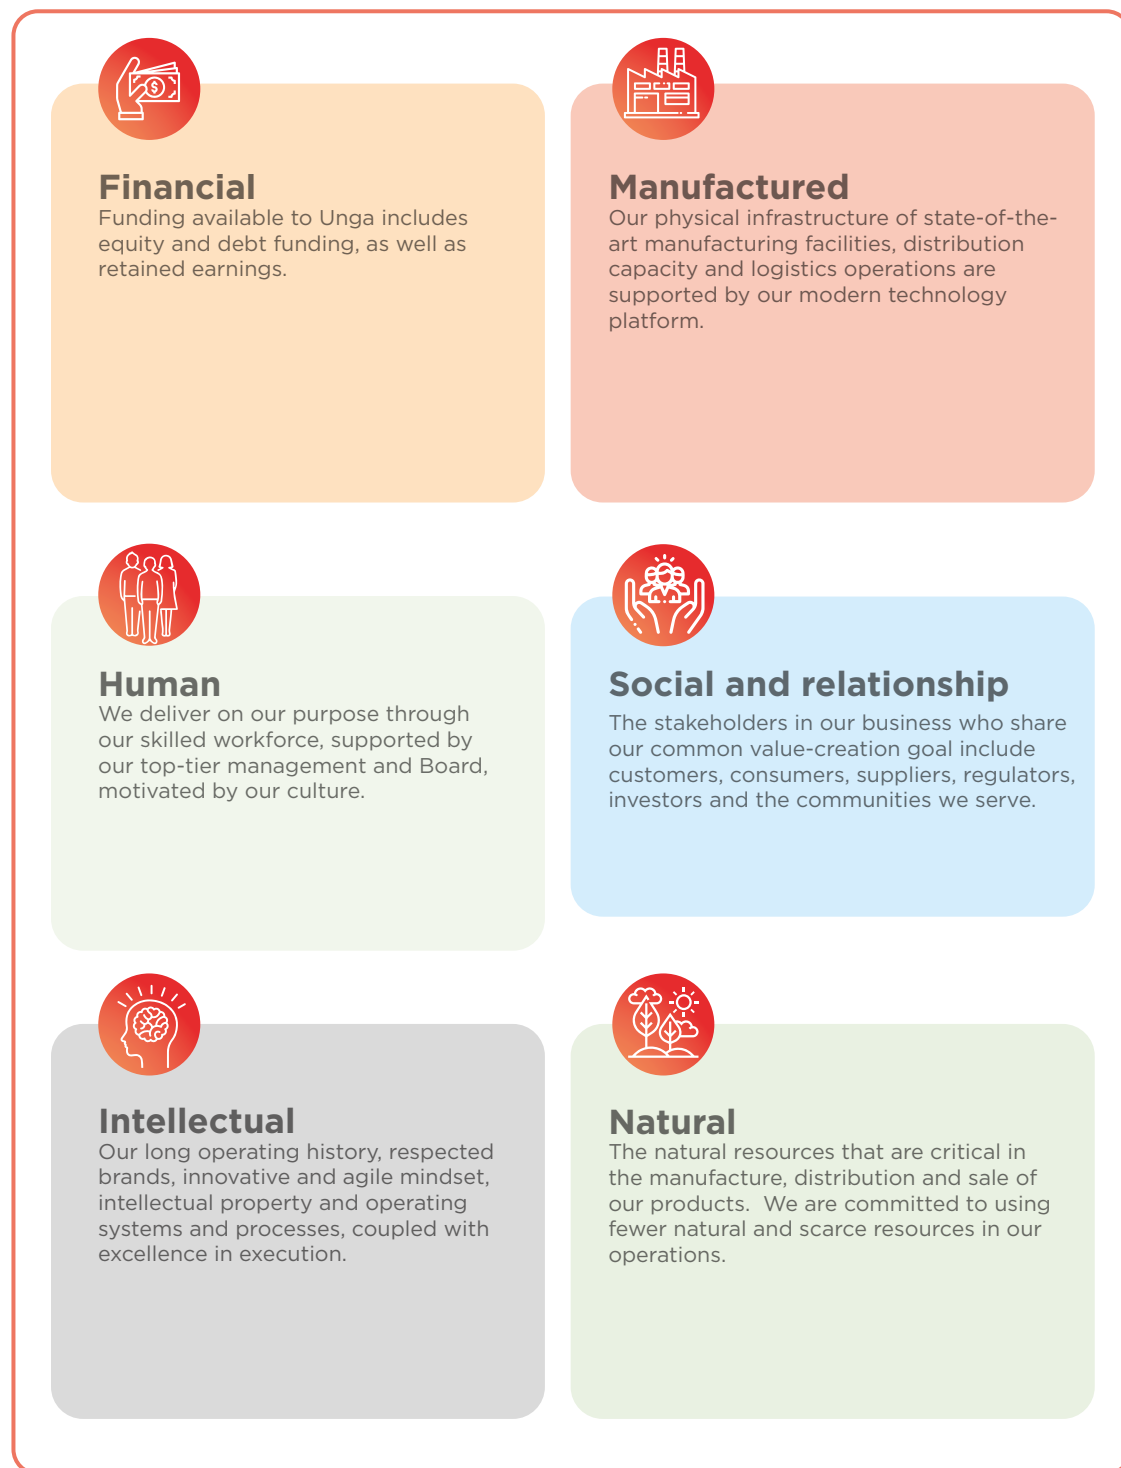 Financial
Funding available to Unga includes
equity and debt funding, as well as
retained earnings.
Manufactured
Our physical infrastructure of state-of-the-
art manufacturing facilities, distribution
capacity and logistics operations are
supported by our modern technology
platform.
Human
We deliver on our purpose through
our skilled workforce, supported by
our top-tier management and Board,
motivated by our culture.
Social and relationship
The stakeholders in our business who share
our common value-creation goal include
customers, consumers, suppliers, regulators,
investors and the communities we serve.
Intellectual
Our long operating history, respected
brands, innovative and agile mindset,
intellectual property and operating
systems and processes, coupled with
excellence in execution.
Natural
The natural resources that are critical in
the manufacture, distribution and sale of
our products.  We are committed to using
fewer natural and scarce resources in our
operations.